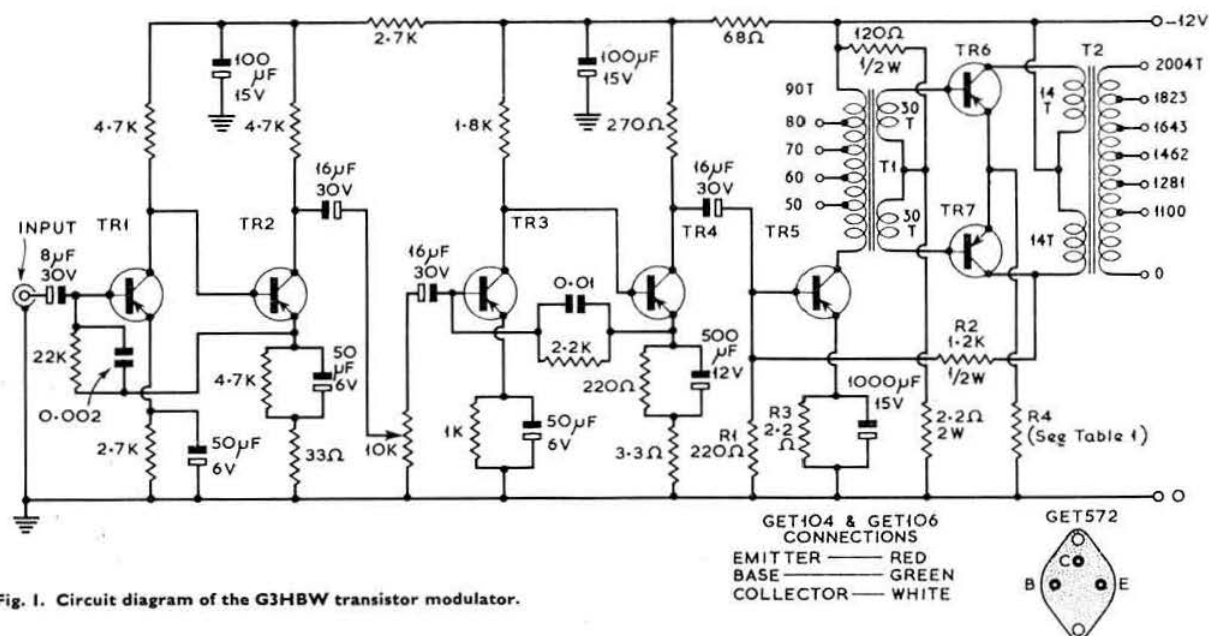 -12V
2·7K
68Ω
120Ω
1/2W
TR6
T2
100
μF
15V
100μF
15V
90T
80
70
60
50
30
T
T1
30
T
14
T
14T
2004T
1823
1643
1462
1281
1100
0
4·7K
4·7K
1·8K
270Ω
16μF
30V
16μF
30V
TR1
TR2
TR3
TR4
TR5
TR7
INPUT
8μF
30V
16μF
30V
0·01
2·2K
22K
0·002
4·7K
50
μF
6V
500
μF
12V
220Ω
R2
1·2K
1/2W
1000μF
15V
2·7K
50μF
6V
33Ω
10K
1K
50μF
6V
3·3Ω
R1
220Ω
R3
2·2
Ω
2·2Ω
2W
R4
(Seg Table 1)
0
GET104 & GET106
CONNECTIONS
EMITTER RED
BASE GREEN
COLLECTOR WHITE
GET572
C
B
E
Fig. 1. Circuit diagram of the G3HBW transistor modulator.